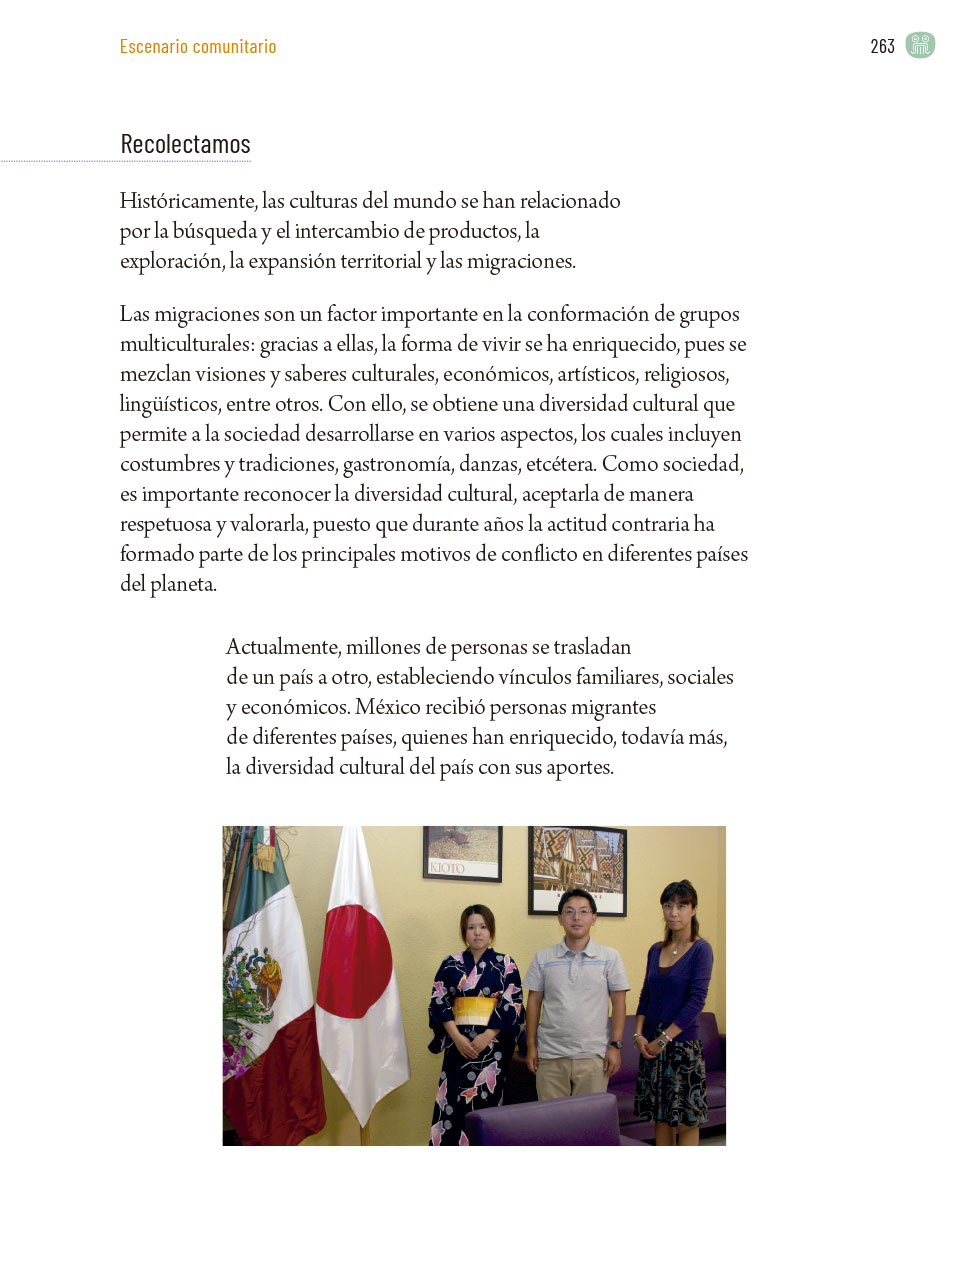 Escenario comunitario
263
Recolectamos
Históricamente, las culturas del mundo se han relacionado
por la búsqueda y el intercambio de productos, la
exploración, la expansión territorial y las migraciones.
Las migraciones son un factor importante en la conformación de grupos
multiculturales: gracias a ellas, la forma de vivir se ha enriquecido, pues se
mezclan visiones y saberes culturales, económicos, artísticos, religiosos,
lingüísticos, entre otros. Con ello, se obtiene una diversidad cultural que
permite a la sociedad desarrollarse en varios aspectos, los cuales incluyen
costumbres y tradiciones, gastronomía, danzas, etcétera. Como sociedad,
es importante reconocer la diversidad cultural, aceptarla de manera
respetuosa y valorarla, puesto que durante años la actitud contraria ha
formado parte de los principales motivos de conflicto en diferentes países
del planeta.
Actualmente, millones de personas se trasladan
de un país a otro, estableciendo vínculos familiares, sociales
y económicos. México recibió personas migrantes
de diferentes países, quienes han enriquecido, todavía más,
la diversidad cultural del país con sus aportes.
KIOTO